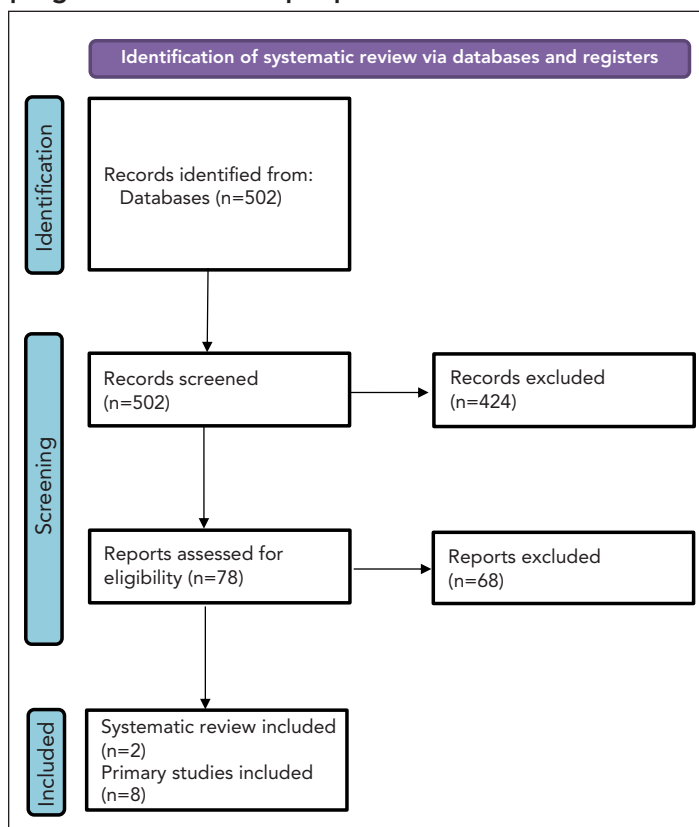 Identification of systematic review via databases and registers
Identification
Records identified from:
Databases (n=502)
Screening
Records screened
(n=502)
Records excluded
(n=424)
Reports assessed for
eligibility (n=78)
Reports excluded
(n=68)
Included
Systematic review included
(n=2)
Primary studies included
(n=8)